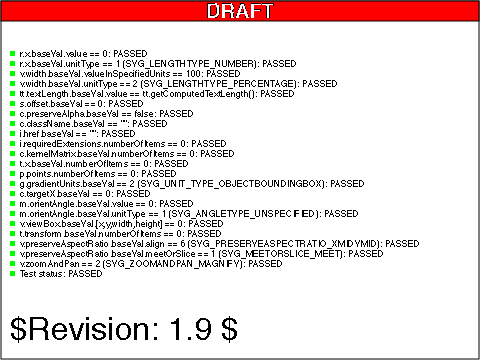 DRAFT
r.x.baseVal.value == 0: PASSED
r.x.baseVal.unitType == 1 (SVG_LENGTHTYPE_NUMBER): PASSED
v.width.baseVal.valueInSpecifiedUnits == 100: PASSED
v.width.baseVal.unitType == 2 (SVG_LENGTHTYPE_PERCENTAGE): PASSED
tt.textLength.baseVal.value == tt.getComputedTextLength(): PASSED
s.offset.baseVal == 0: PASSED
c.preserveAlpha.baseVal == false: PASSED
c.className.baseVal == "": PASSED
i.href.baseVal == "": PASSED
i.requiredExtensions.numberOfItems == 0: PASSED
c.kernelMatrix.baseVal.numberOfItems == 0: PASSED
t.x.baseVal.numberOfItems == 0: PASSED
p.points.numberOfItems == 0: PASSED
g.gradientUnits.baseVal == 2 (SVG_UNIT_TYPE_OBJECTBOUNDINGBOX): PASSED
c.targetX.baseVal == 0: PASSED
m.orientAngle.baseVal.value == 0: PASSED
m.orientAngle.baseVal.unitType == 1 (SVG_ANGLETYPE_UNSPECIFIED): PASSED
v.viewBox.baseVal.[x,y,width,height] == 0: PASSED
t.transform.baseVal.numberOfItems == 0: PASSED
v.preserveAspectRatio.baseVal.align == 6 (SVG_PRESERVEASPECTRATIO_XMIDYMID): PASSED
v.preserveAspectRatio.baseVal.meetOrSlice == 1 (SVG_MEETORSLICE_MEET): PASSED
v.zoomAndPan == 2 (SVG_ZOOMANDPAN_MAGNIFY): PASSED
Test status: PASSED
$Revision: 1.9 $